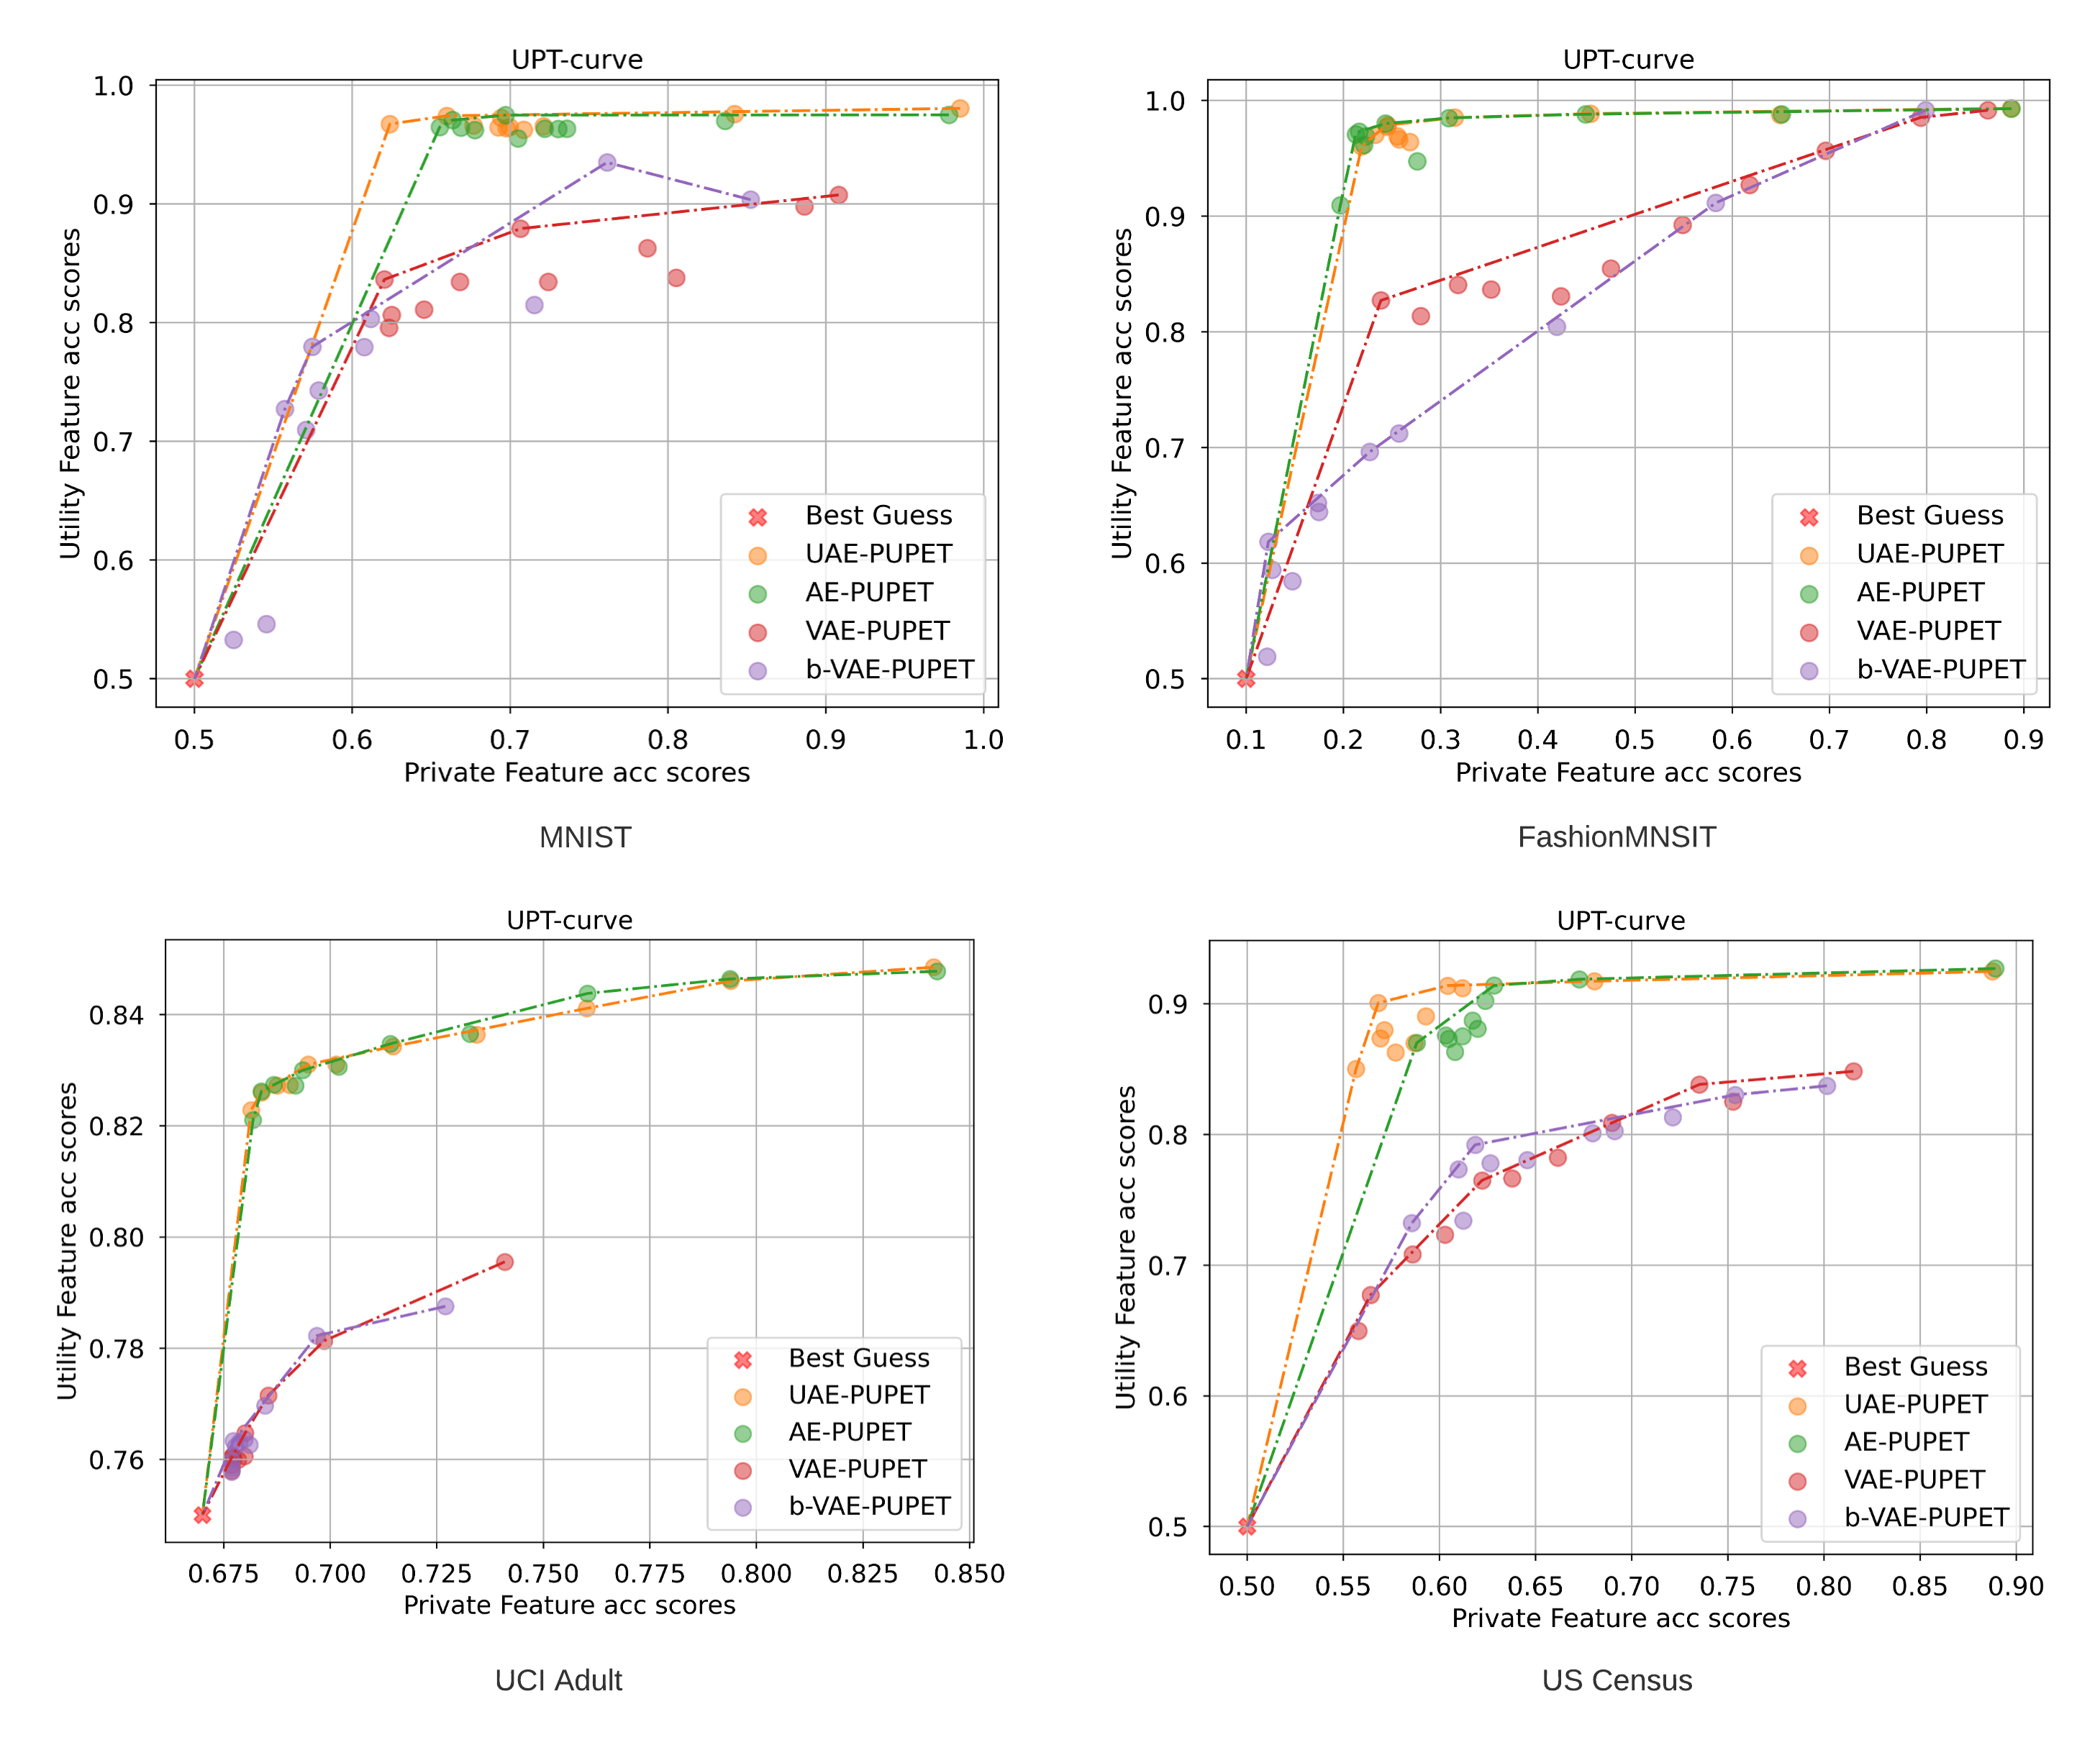 UPT-curve
1.0
0.9
0.8
0.7
0.6
0.5
Utility Feature acc scores
Best Guess
UAE-PUPET
AE-PUPET
VAE-PUPET
b-VAE-PUPET
0.5 0.6 0.7 0.8 0.9 1.0
Private Feature acc scores
MNIST
UPT-curve
1.0
0.9
0.8
0.7
0.6
0.5
Utility Feature acc scores
Best Guess
UAE-PUPET
AE-PUPET
VAE-PUPET
b-VAE-PUPET
0.1 0.2 0.3 0.4 0.5 0.6 0.7 0.8 0.9
Private Feature acc scores
FashionMNSIT
UPT-curve
0.84
0.82
0.80
0.78
0.76
Utility Feature acc scores
Best Guess
UAE-PUPET
AE-PUPET
VAE-PUPET
b-VAE-PUPET
0.675 0.700 0.725 0.750 0.775 0.800 0.825 0.850
Private Feature acc scores
UCI Adult
UPT-curve
0.9
0.8
0.7
0.6
0.5
Utility Feature acc scores
Best Guess
UAE-PUPET
AE-PUPET
VAE-PUPET
b-VAE-PUPET
0.50 0.55 0.60 0.65 0.70 0.75 0.80 0.85 0.90
Private Feature acc scores
US Census